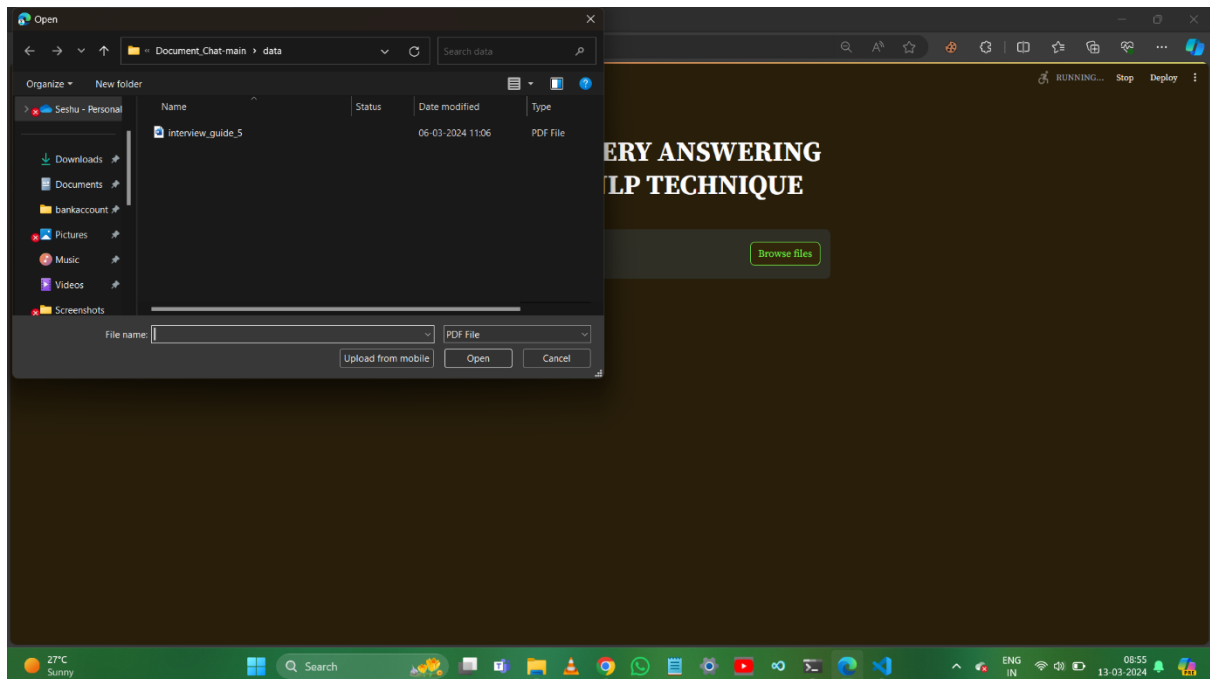 Open
« Document_Chat-main › data
Search data
Organize
New folder
Seshu - Personal
Downloads
Documents
bankaccount
Pictures
Music
Videos
Screenshots
Name Status Date modified Type
interview_guide_5 06-03-2024 11:06 PDF File
File name:
PDF File
Upload from mobile
Open
Cancel
RUNNING... Stop Deploy
ERY ANSWERING
LP TECHNIQUE
Browse files
27°C
Sunny
Search
ENG
IN
08:55
13-03-2024
PRE